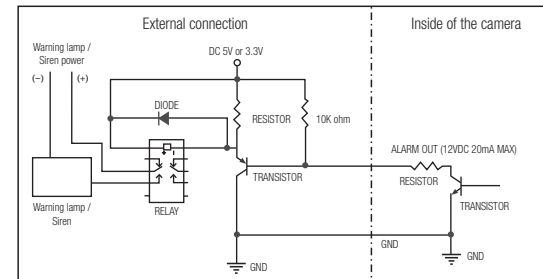 External connection
Inside of the camera
Warning lamp /
Siren power
(−) (+)
DC 5V or 3.3V
DIODE
RESISTOR
10K ohm
ALARM OUT (12VDC 20mA MAX)
RESISTOR
+ -
TRANSISTOR
TRANSISTOR
Warning lamp /
Siren
RELAY
GND
GND
GND